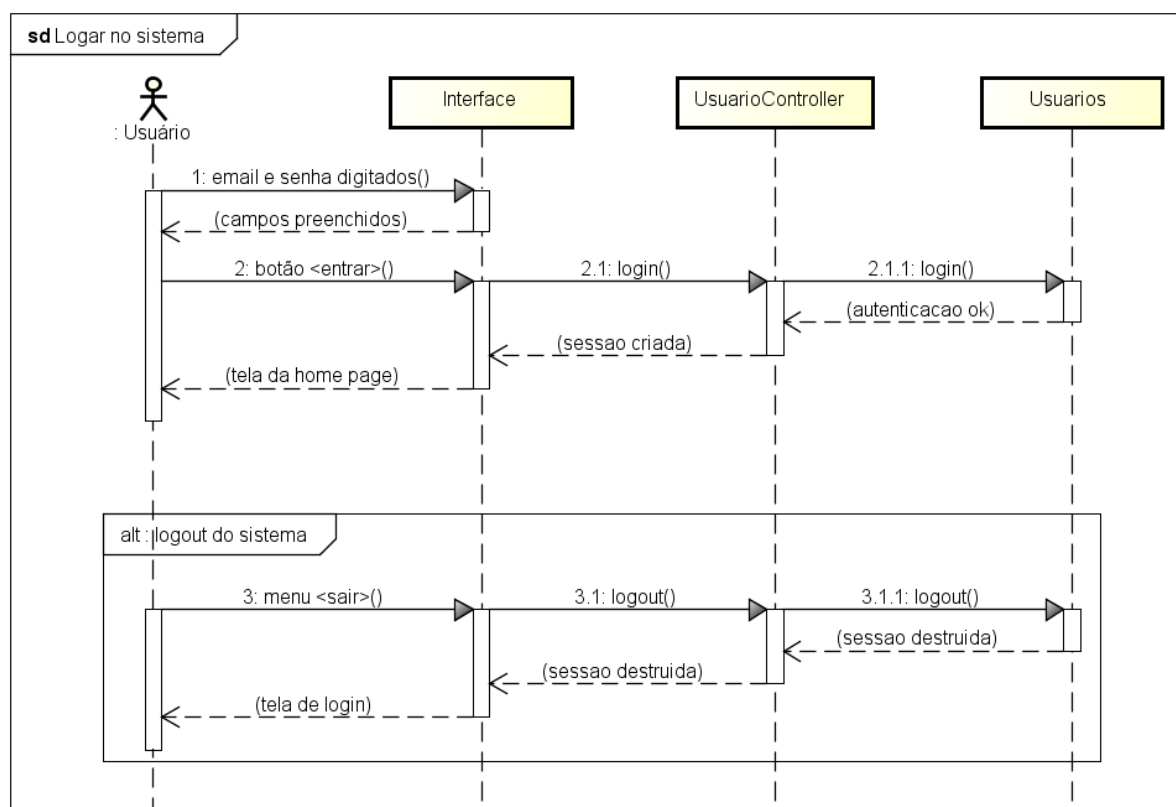 sd Logar no sistema
: Usuário
Interface
UsuarioController
Usuarios
1: email e senha digitados()
(campos preenchidos)
2: botão <entrar>()
2.1: login()
2.1.1: login()
(autenticacao ok)
(sessao criada)
(tela da home page)
alt : logout do sistema
3: menu <sair>()
3.1: logout()
3.1.1: logout()
(sessao destruida)
(sessao destruida)
(tela de login)